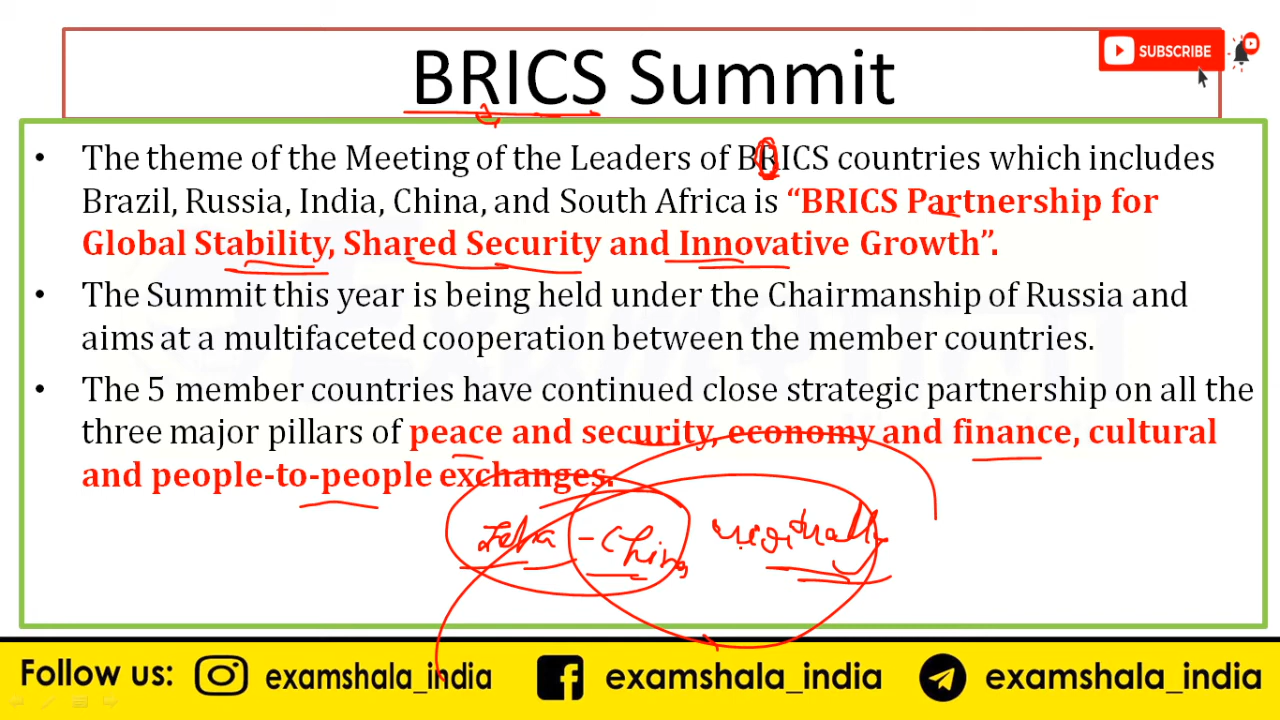 BRICS Summit
SUBSCRIBE
• The theme of the Meeting of the Leaders of BRICS countries which includes
Brazil, Russia, India, China, and South Africa is “BRICS Partnership for
Global Stability, Shared Security and Innovative Growth”.
• The Summit this year is being held under the Chairmanship of Russia and
aims at a multifaceted cooperation between the member countries.
• The 5 member countries have continued close strategic partnership on all the
three major pillars of peace and security, economy and finance, cultural
and people-to-people exchanges.
- China
Follow us: examshala_india examshala_india examshala_india